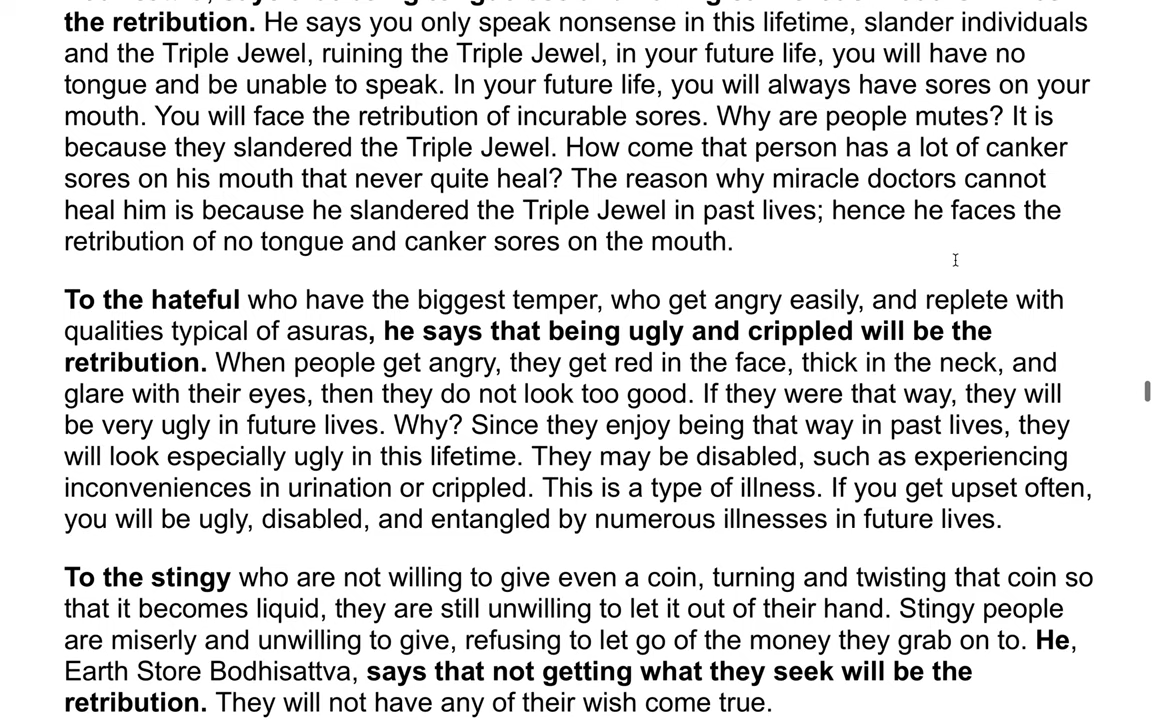 the retribution. He says you only speak nonsense in this lifetime, slander individuals
and the Triple Jewel, ruining the Triple Jewel, in your future life, you will have no
tongue and be unable to speak. In your future life, you will always have sores on your
mouth. You will face the retribution of incurable sores. Why are people mutes? It is
because they slandered the Triple Jewel. How come that person has a lot of canker
sores on his mouth that never quite heal? The reason why miracle doctors cannot
heal him is because he slandered the Triple Jewel in past lives; hence he faces the
retribution of no tongue and canker sores on the mouth.
To the hateful who have the biggest temper, who get angry easily, and replete with
qualities typical of asuras, he says that being ugly and crippled will be the
retribution. When people get angry, they get red in the face, thick in the neck, and
glare with their eyes, then they do not look too good. If they were that way, they will
be very ugly in future lives. Why? Since they enjoy being that way in past lives, they
will look especially ugly in this lifetime. They may be disabled, such as experiencing
inconveniences in urination or crippled. This is a type of illness. If you get upset often,
you will be ugly, disabled, and entangled by numerous illnesses in future lives.
To the stingy who are not willing to give even a coin, turning and twisting that coin so
that it becomes liquid, they are still unwilling to let it out of their hand. Stingy people
are miserly and unwilling to give, refusing to let go of the money they grab on to. He,
Earth Store Bodhisattva, says that not getting what they seek will be the
retribution. They will not have any of their wish come true.